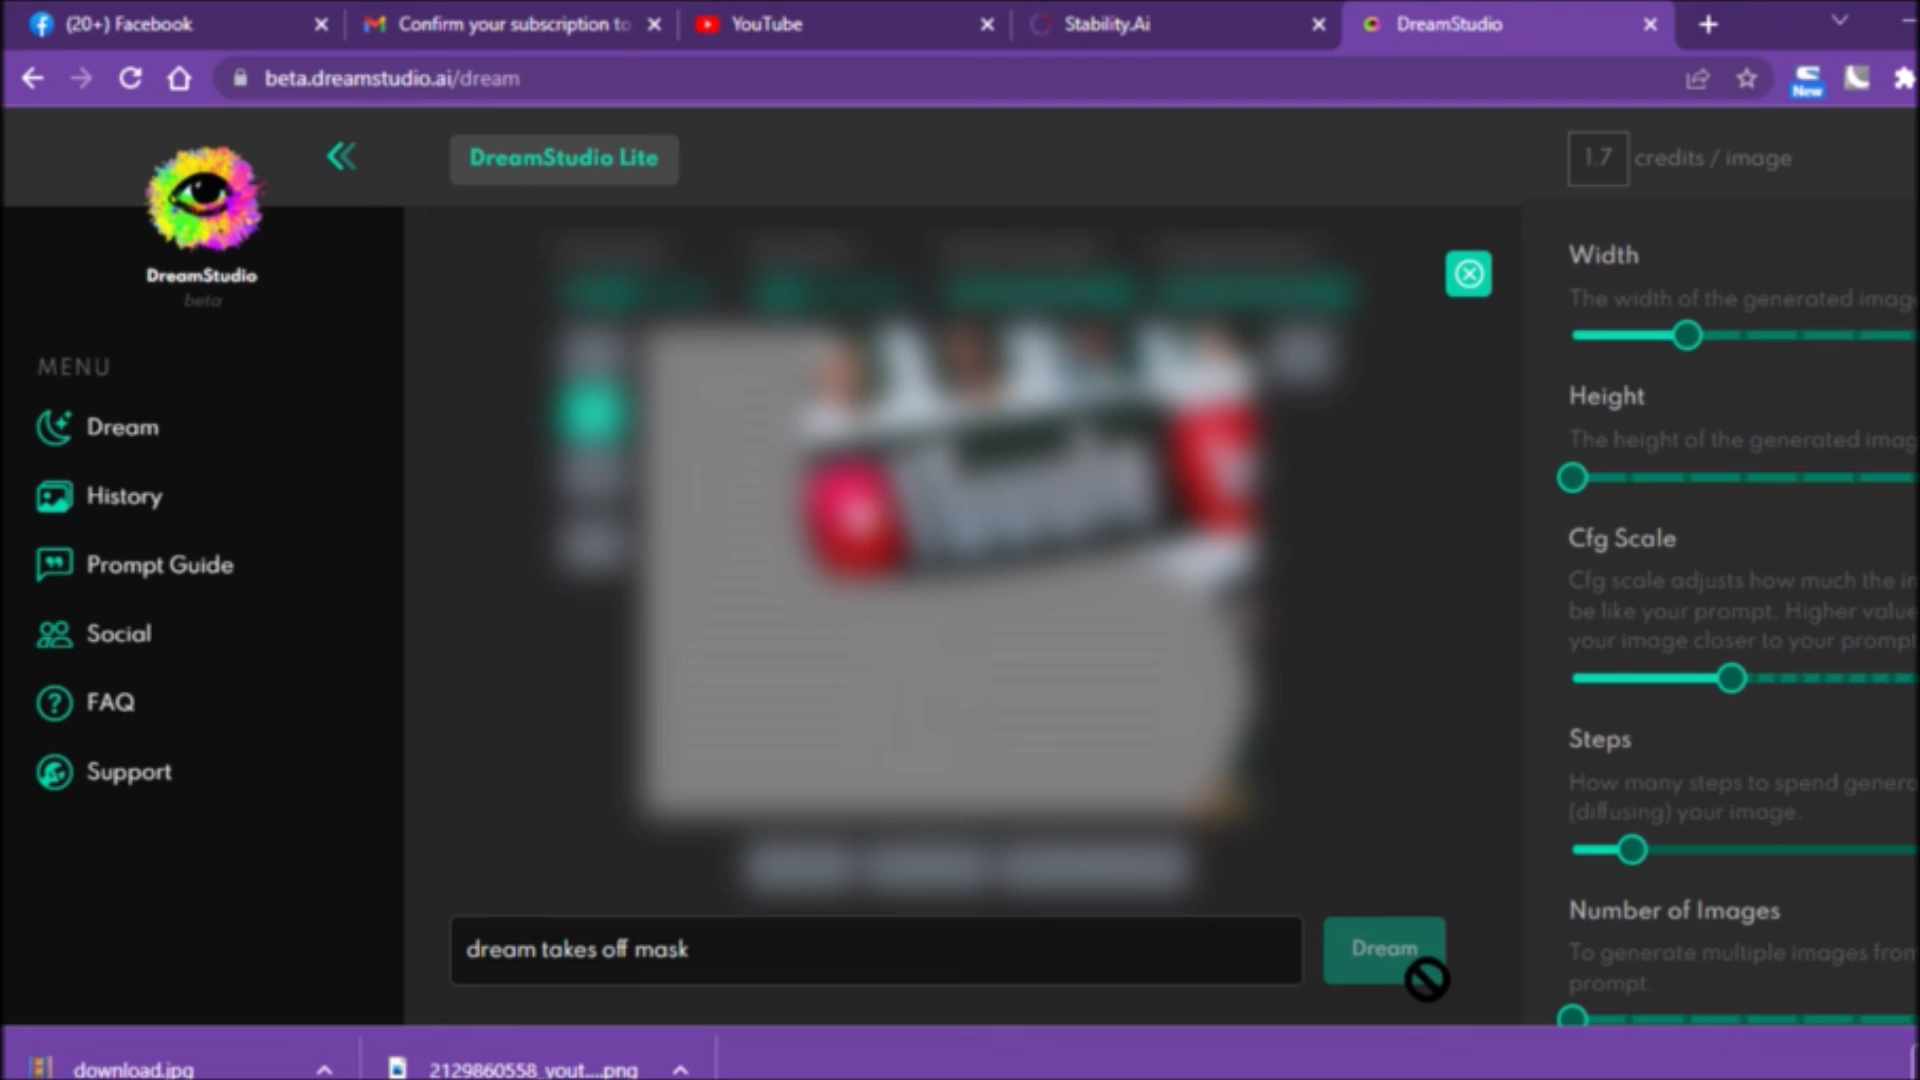 (20+) Facebook
Confirm your subscription to
YouTube
Stability.Ai
DreamStudio
beta.dreamstudio.ai/dream
New
DreamStudio Lite
1.7 credits / image
DreamStudio
beta
MENU
Dream
History
Prompt Guide
Social
FAQ
Support
Width
The width of the generated imag
Height
The height of the generated imag
Cfg Scale
Cfg scale adjusts how much the in
be like your prompt. Higher value
your image closer to your prompt
Steps
How many steps to spend genera
(diffusing) your image.
Number of Images
To generate multiple images from
prompt.
dream takes off mask
Dream
download.jpg
2129860558_yout....png